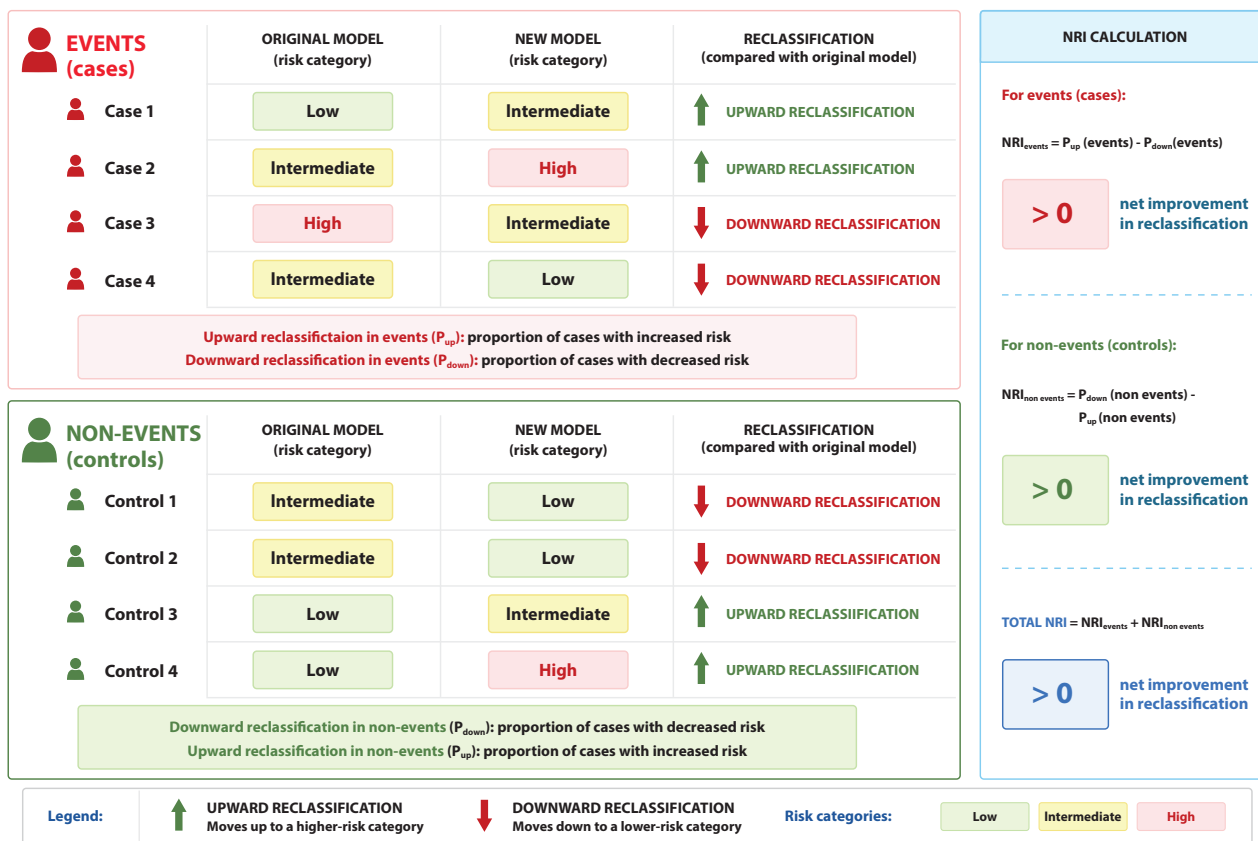 EVENTS
(cases)
ORIGINAL MODEL
(risk category)
NEW MODEL
(risk category)
RECLASSIFICATION
(compared with original model)
Case 1
Low
Intermediate
UPWARD RECLASSIFICATION
Case 2
Intermediate
High
UPWARD RECLASSIFICATION
Case 3
High
Intermediate
DOWNWARD RECLASSIFICATION
Case 4
Intermediate
Low
DOWNWARD RECLASSIFICATION
Upward reclassifictaion in events (Pup): proportion of cases with increased risk
Downward reclassification in events (Pdown): proportion of cases with decreased risk
NON-EVENTS
(controls)
ORIGINAL MODEL
(risk category)
NEW MODEL
(risk category)
RECLASSIFICATION
(compared with original model)
Control 1
Intermediate
Low
DOWNWARD RECLASSIFICATION
Control 2
Intermediate
Low
DOWNWARD RECLASSIFICATION
Control 3
Low
Intermediate
UPWARD RECLASSIIFICATION
Control 4
Low
High
UPWARD RECLASSIIFICATION
Downward reclassification in non-events (Pdown): proportion of cases with decreased risk
Upward reclassification in non-events (Pup): proportion of cases with increased risk
NRI CALCULATION
For events (cases):
NRIevents = Pup (events) - Pdown(events)
> 0
net improvement
in reclassification
For non-events (controls):
NRInon events = Pdown (non events) -
Pup (non events)
> 0
net improvement
in reclassification
TOTAL NRI = NRIevents + NRInon events
> 0
net improvement
in reclassification
Legend:
UPWARD RECLASSIFICATION
Moves up to a higher-risk category
DOWNWARD RECLASSIFICATION
Moves down to a lower-risk category
Risk categories:
Low
Intermediate
High